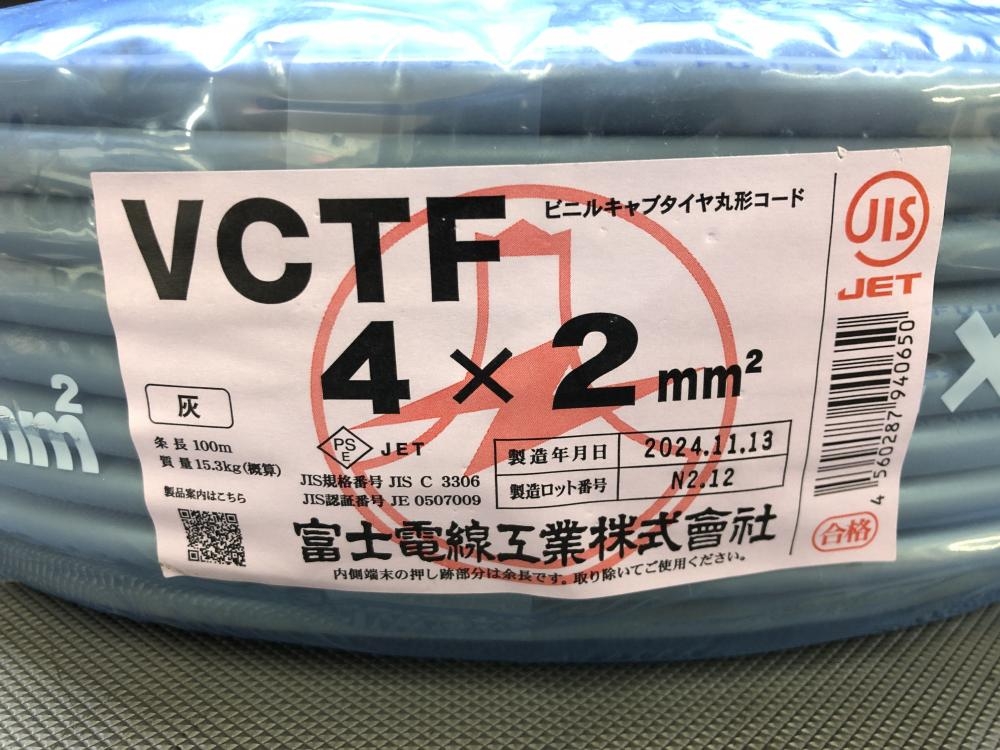 VCTF
ビニルキャブタイヤ丸形コード
4×2mm²
灰
条長 100m
質量 15.3kg(概算)
製品案内はこちら
PS
E
JET
JIS規格番号 JIS C 3306
JIS認証番号 JE 0507009
製造年月日 2024.11.13
製造ロット番号 N2.12
富士電線工業株式會社
内側端末の押し跡部分は余長です。取り除いてご使用ください。
JIS
JET
4 560287 940650
合格
mm²
×